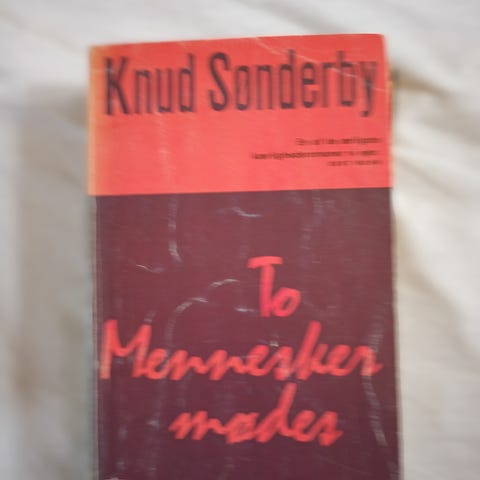 Knud Sønderby
To
Mennesker
mødes